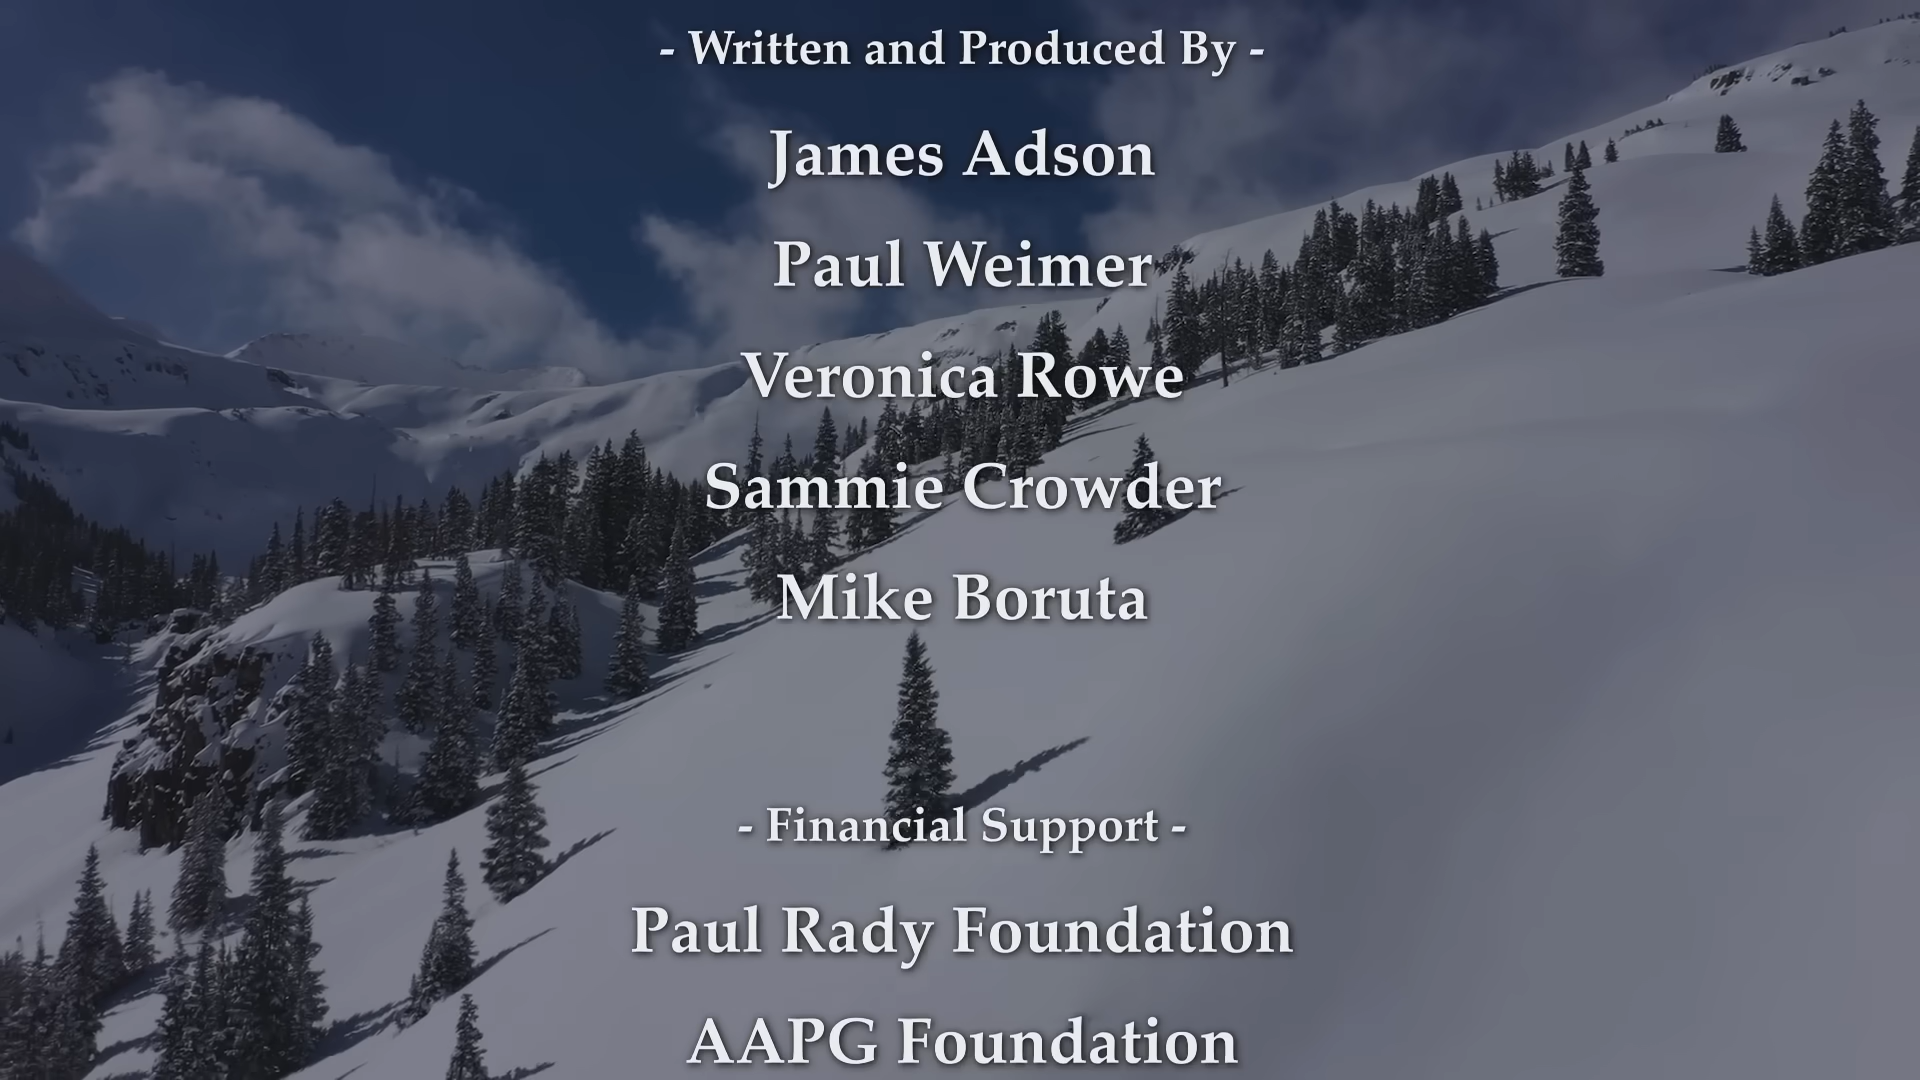 - Written and Produced By -
James Adson
Paul Weimer
Veronica Rowe
Sammie Crowder
Mike Boruta
- Financial Support -
Paul Rady Foundation
AAPG Foundation